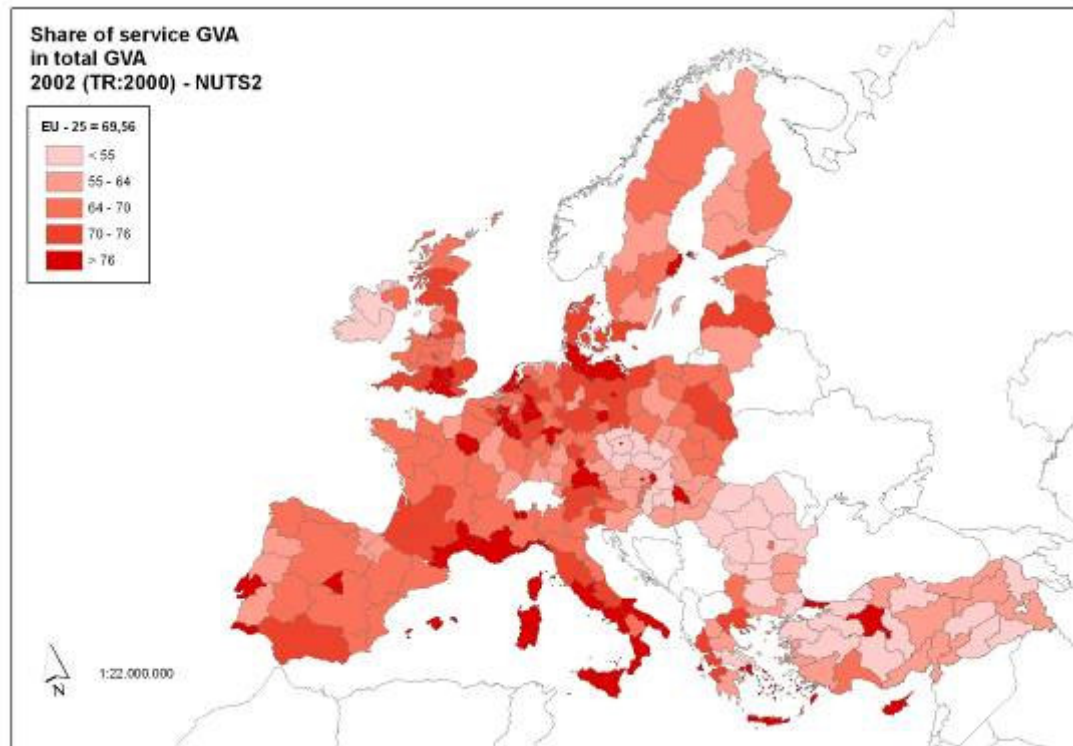 Share of service GVA
in total GVA
2002 (TR:2000) - NUTS2
EU - 25 = 69,56
< 55
55 - 64
64 - 70
70 - 76
> 76
N
1:22.000.000